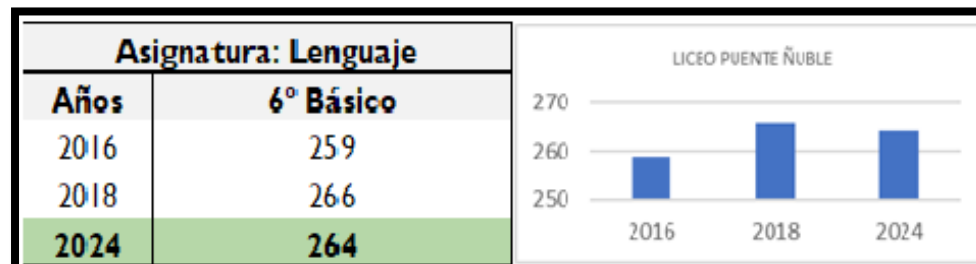 Asignatura: Lenguaje
Años 6° Básico
2016 259
2018 266
2024 264
LICEO PUENTE ÑUBLE
270
260
250
2016 2018 2024